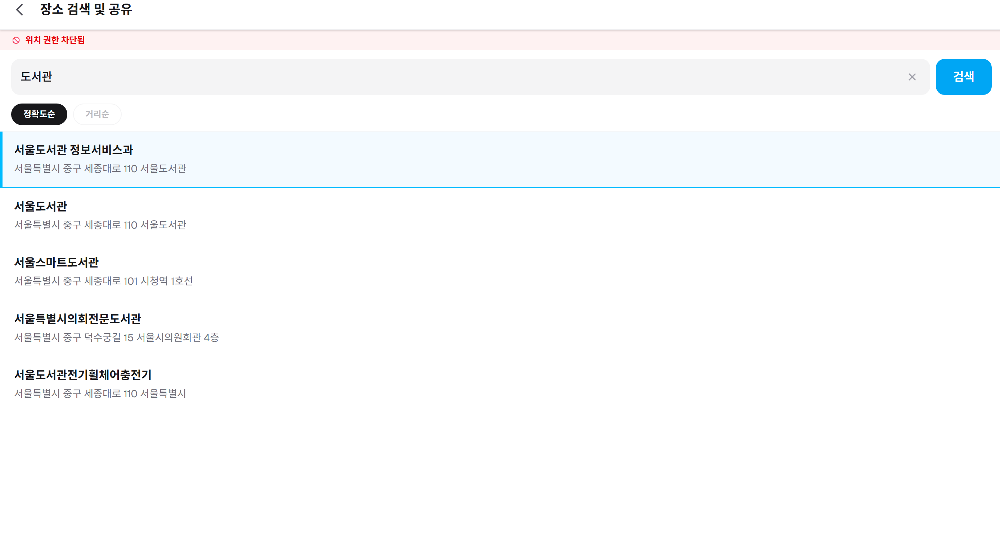 장소 검색 및 공유
위치 권한 차단됨
도서관
검색
정확도순
거리순
서울도서관 정보서비스과
서울특별시 중구 세종대로 110 서울도서관
서울도서관
서울특별시 중구 세종대로 110 서울도서관
서울스마트도서관
서울특별시 중구 세종대로 101 시청역 1호선
서울특별시의회전문도서관
서울특별시 중구 덕수궁길 15 서울시의원회관 4층
서울도서관전기휠체어충전기
서울특별시 중구 세종대로 110 서울특별시